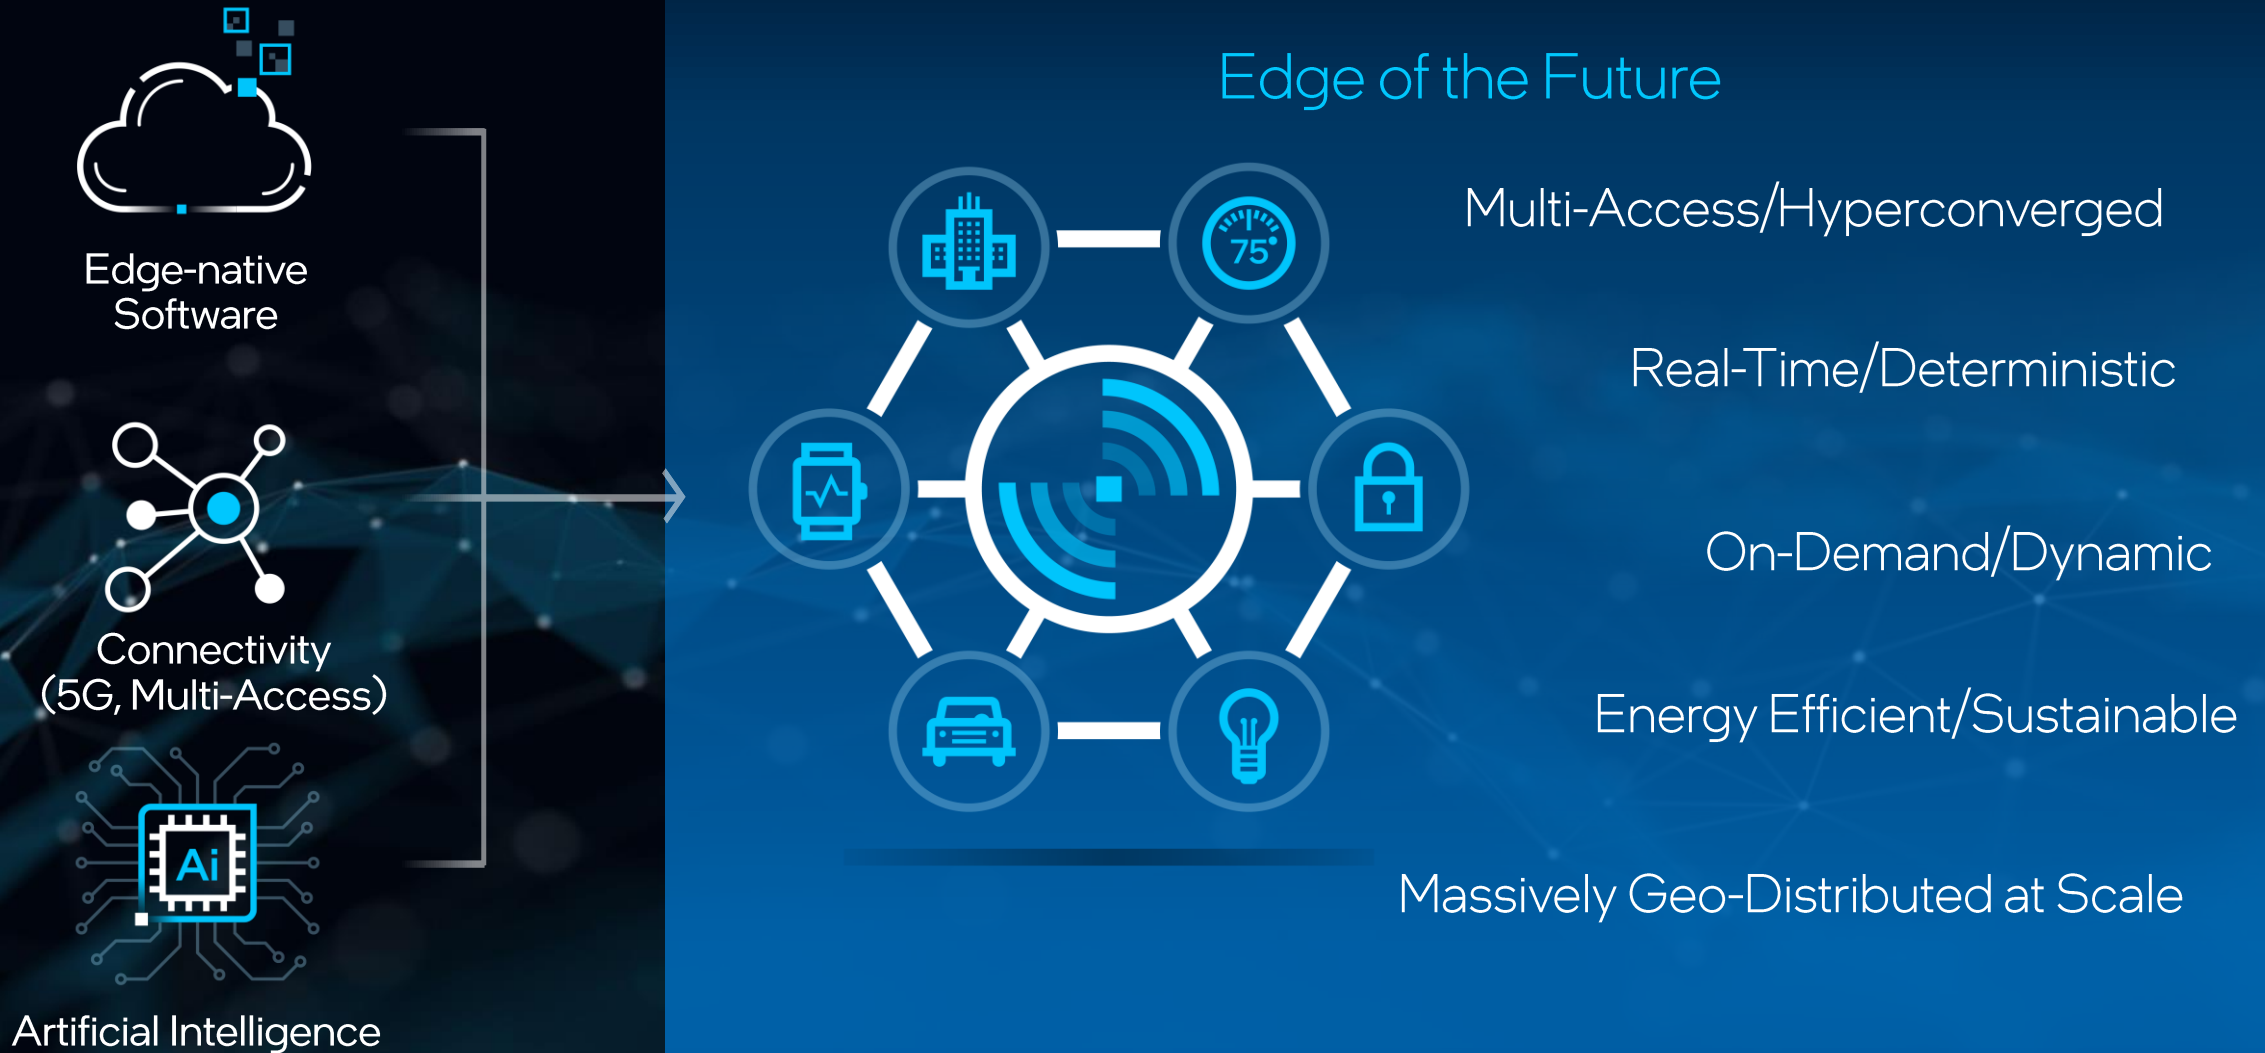 Edge-native
Software
Connectivity
(5G, Multi-Access)
Ai
Artificial Intelligence
Edge of the Future
75°
Multi-Access/Hyperconverged
Real-Time/Deterministic
On-Demand/Dynamic
Energy Efficient/Sustainable
Massively Geo-Distributed at Scale